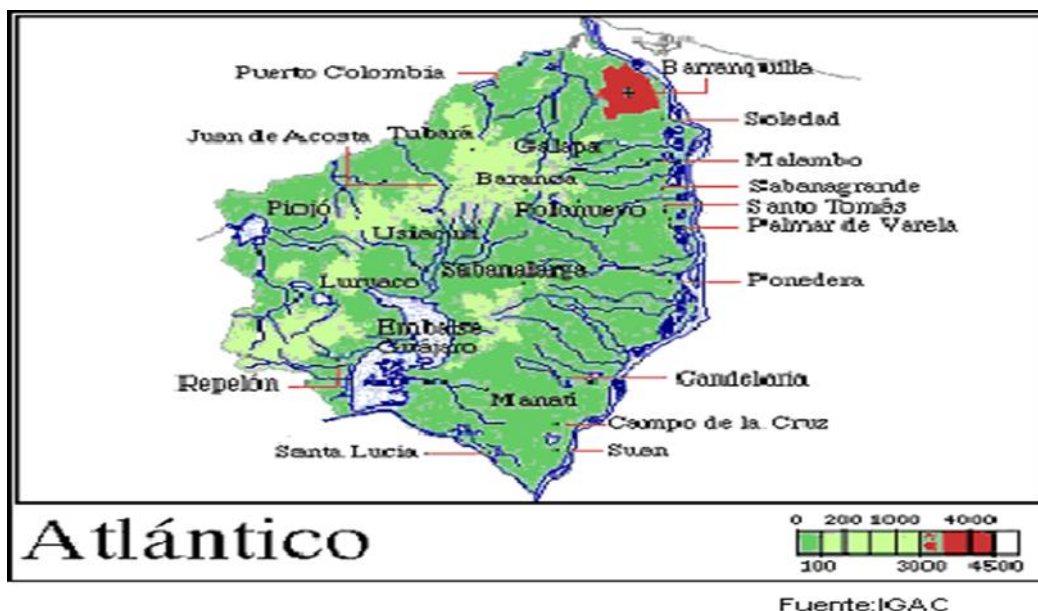 Barranquilla
Puerto Colombia
Soledad
Juan de Acosta
Tubará
Galapa
Malambo
Baranoa
Sabanagrande
Piojó
Polonuevo
Santo Tomás
Usiacurí
Palmar de Varela
Sabanalarga
Luruaco
Ponedera
Embalse
Guájaro
Repelón
Candelaria
Manatí
Campo de la Cruz
Santa Lucía
Suan
Atlántico
0 200 1000 4000
100 3000 4500
Fuente:IGAC